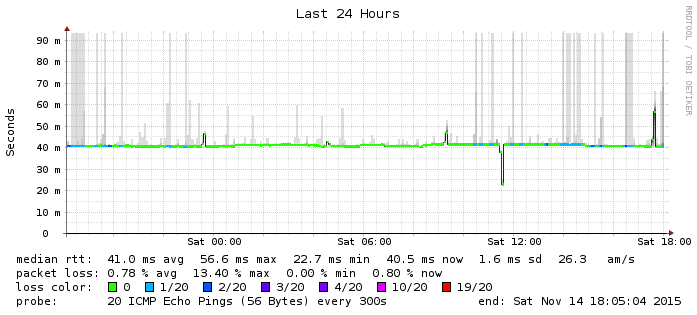 Last 24 Hours
RRDTOOL / TOBI OETIKER
Seconds
90 m
80 m
70 m
60 m
50 m
40 m
30 m
20 m
10 m
0
Sat 00:00 Sat 06:00 Sat 12:00 Sat 18:00
median rtt: 41.0 ms avg 56.6 ms max 22.7 ms min 40.5 ms now 1.6 ms sd 26.3 am/s
packet loss: 0.78 % avg 13.40 % max 0.00 % min 0.80 % now
loss color: 0 1/20 2/20 3/20 4/20 10/20 19/20
probe: 20 ICMP Echo Pings (56 Bytes) every 300s end: Sat Nov 14 18:05:04 2015